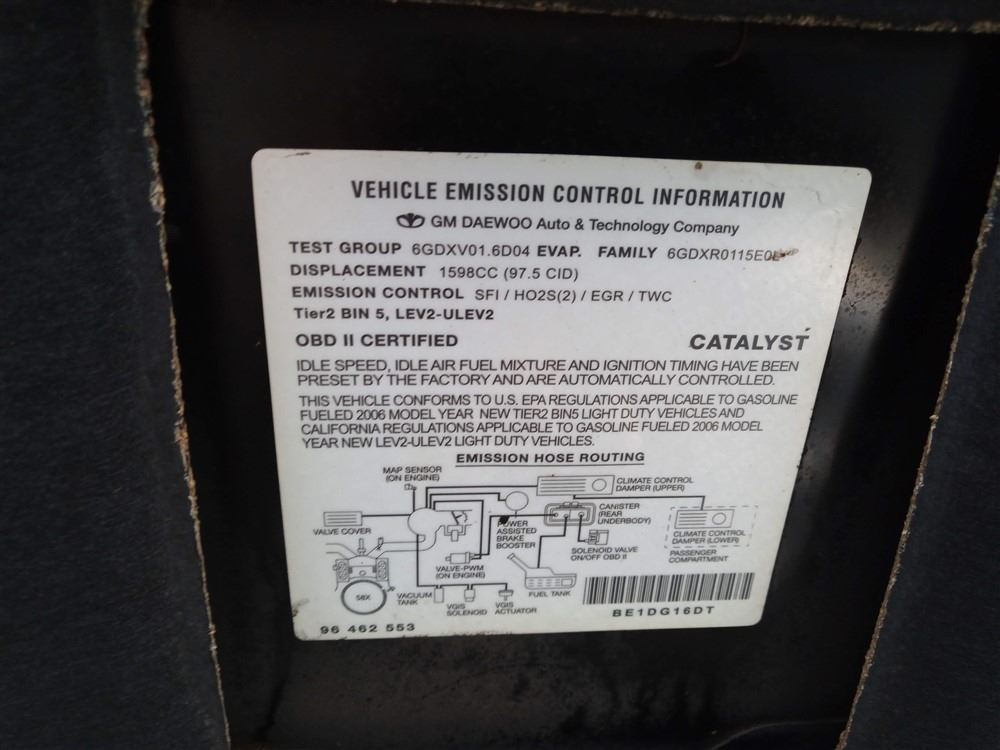 VEHICLE EMISSION CONTROL INFORMATION
GM DAEWOO Auto & Technology Company
TEST GROUP 6GDXV01.6D04 EVAP. FAMILY 6GDXR0115E0L
DISPLACEMENT 1598CC (97.5 CID)
EMISSION CONTROL SFI / HO2S(2) / EGR / TWC
Tier2 BIN 5, LEV2-ULEV2
OBD II CERTIFIED CATALYST
IDLE SPEED, IDLE AIR FUEL MIXTURE AND IGNITION TIMING HAVE BEEN
PRESET BY THE FACTORY AND ARE AUTOMATICALLY CONTROLLED.
THIS VEHICLE CONFORMS TO U.S. EPA REGULATIONS APPLICABLE TO GASOLINE
FUELED 2006 MODEL YEAR NEW TIER2 BIN5 LIGHT DUTY VEHICLES AND
CALIFORNIA REGULATIONS APPLICABLE TO GASOLINE FUELED 2006 MODEL
YEAR NEW LEV2-ULEV2 LIGHT DUTY VEHICLES.
EMISSION HOSE ROUTING
MAP SENSOR
(ON ENGINE)
CLIMATE CONTROL
DAMPER (UPPER)
VALVE COVER
POWER
ASSISTED
BRAKE
BOOSTER
CANISTER
(REAR
UNDERBODY)
CLIMATE CONTROL
DAMPER (LOWER)
SOLENOID VALVE
ON/OFF OBD II
PASSENGER
COMPARTMENT
VALVE-PWM
(ON ENGINE)
58X
VACUUM
TANK
VGIS
SOLENOID
VGIS
ACTUATOR
FUEL TANK
BE1DG16DT
96 462 553